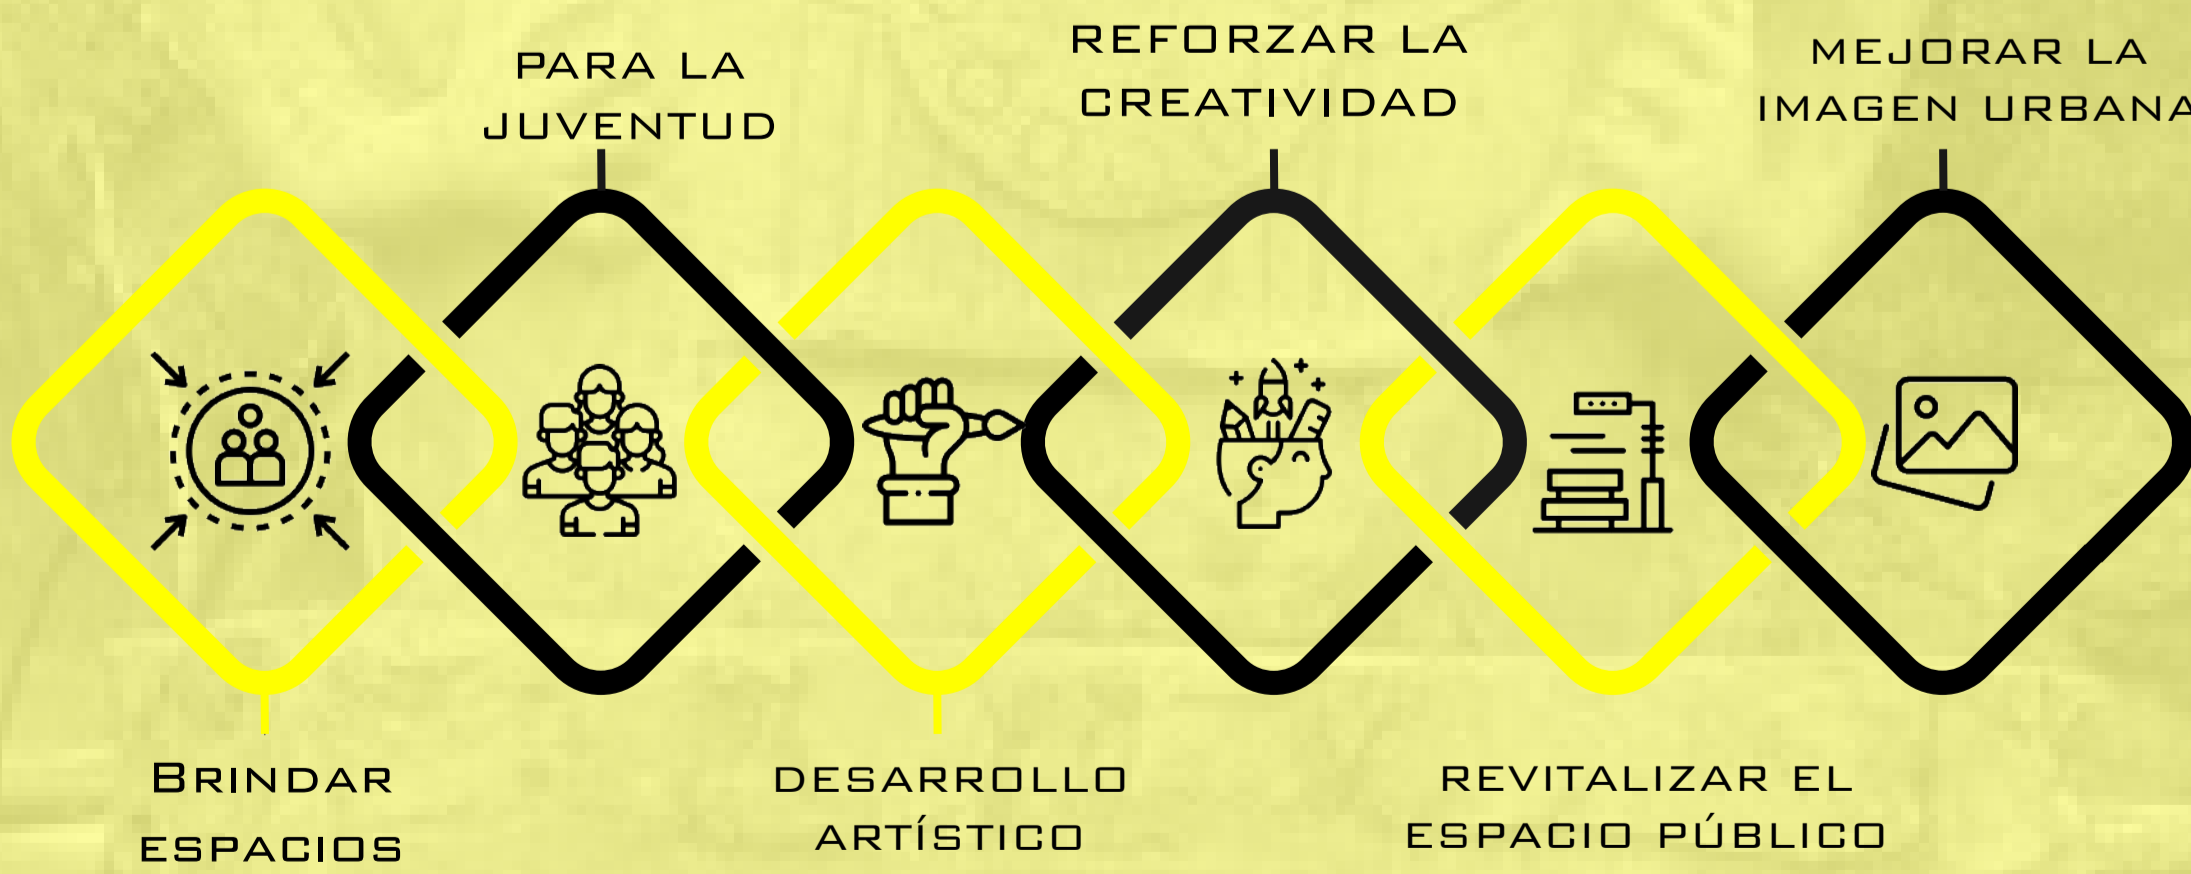 BRINDAR
ESPACIOS
PARA LA
JUVENTUD
DESARROLLO
ARTÍSTICO
REFORZAR LA
CREATIVIDAD
REVITALIZAR EL
ESPACIO PÚBLICO
MEJORAR LA
IMAGEN URBANA